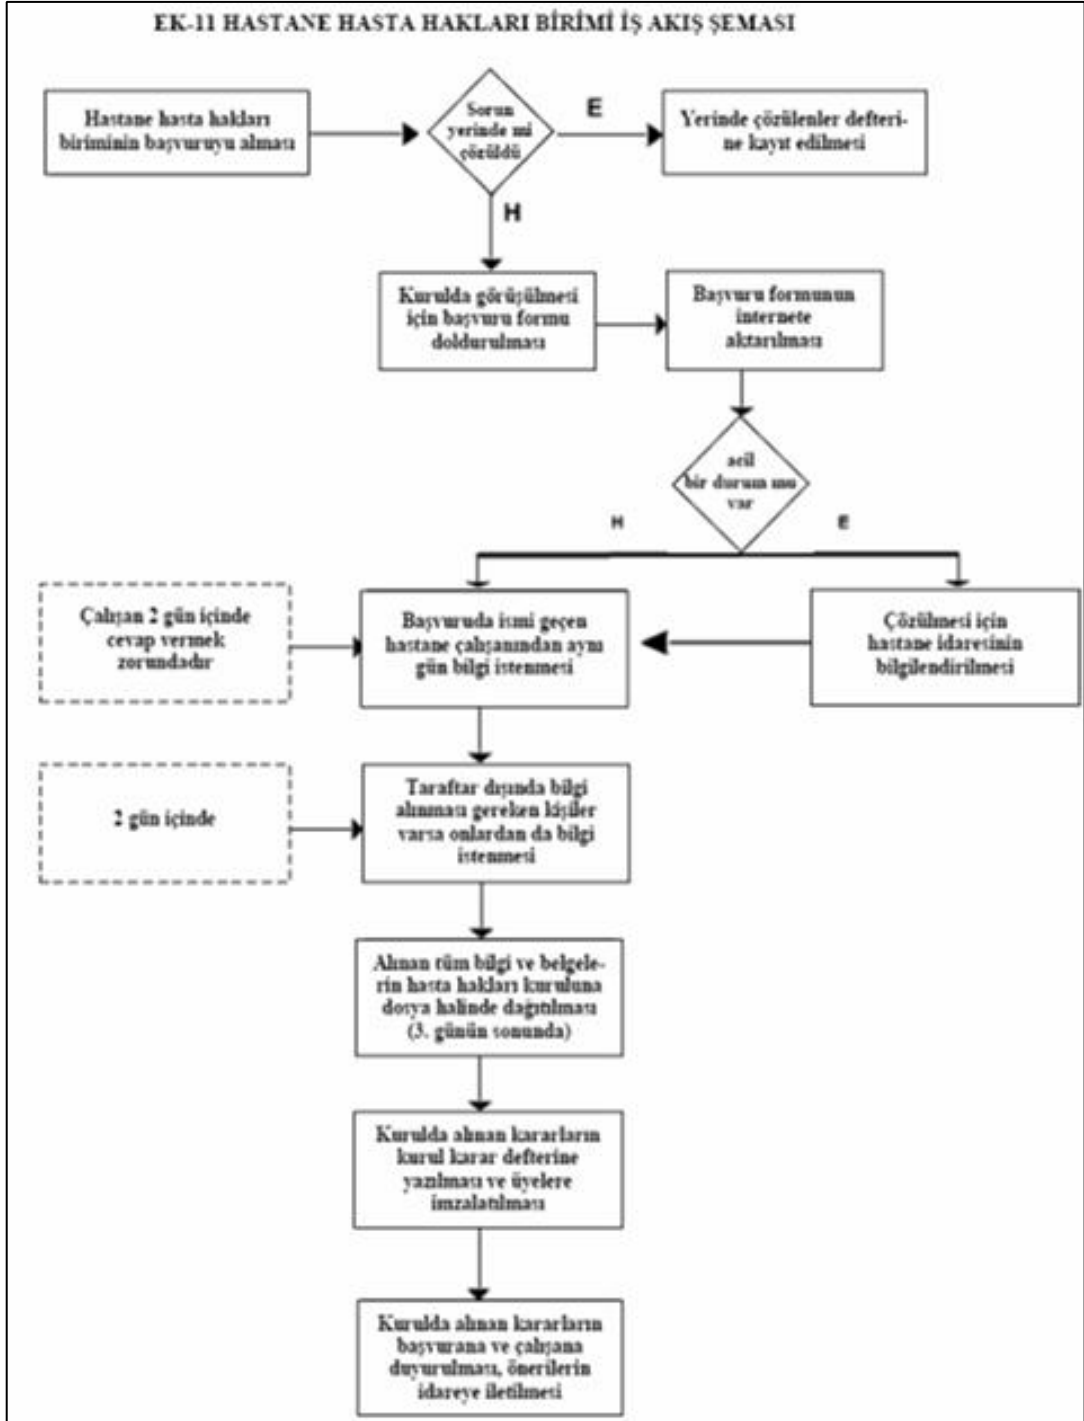 EK-11 HASTANE HASTA HAKLARI BİRİMİ İŞ AKIŞ ŞEMASI
Hastane hasta hakları
biriminin başvuruyu alması
Sorun
yerinde mi
çözüldü
E
Yerinde çözülenler defteri-
ne kayıt edilmesi
H
Kurulda görüşülmesi
için başvuru formu
doldurulması
Başvuru formunun
internete
aktarılması
acil
bir durum mu
var
H
E
Çalışan 2 gün içinde
cevap vermek
zorundadır
Başvuruda ismi geçen
hastane çalışanından aynı
gün bilgi istenmesi
Çözülmesi için
hastane idaresinin
bilgilendirilmesi
2 gün içinde
Taraftar dışında bilgi
alınması gereken kişiler
varsa onlardan da bilgi
istenmesi
Alınan tüm bilgi ve belgele-
rin hasta hakları kuruluna
dosya halinde dağıtılması
(3. günün sonunda)
Kurulda alınan kararların
kurul karar defterine
yazılması ve üyelere
imzalatılması
Kurulda alınan kararların
başvurana ve çalışana
duyurulması, önerilerin
idareye iletilmesi